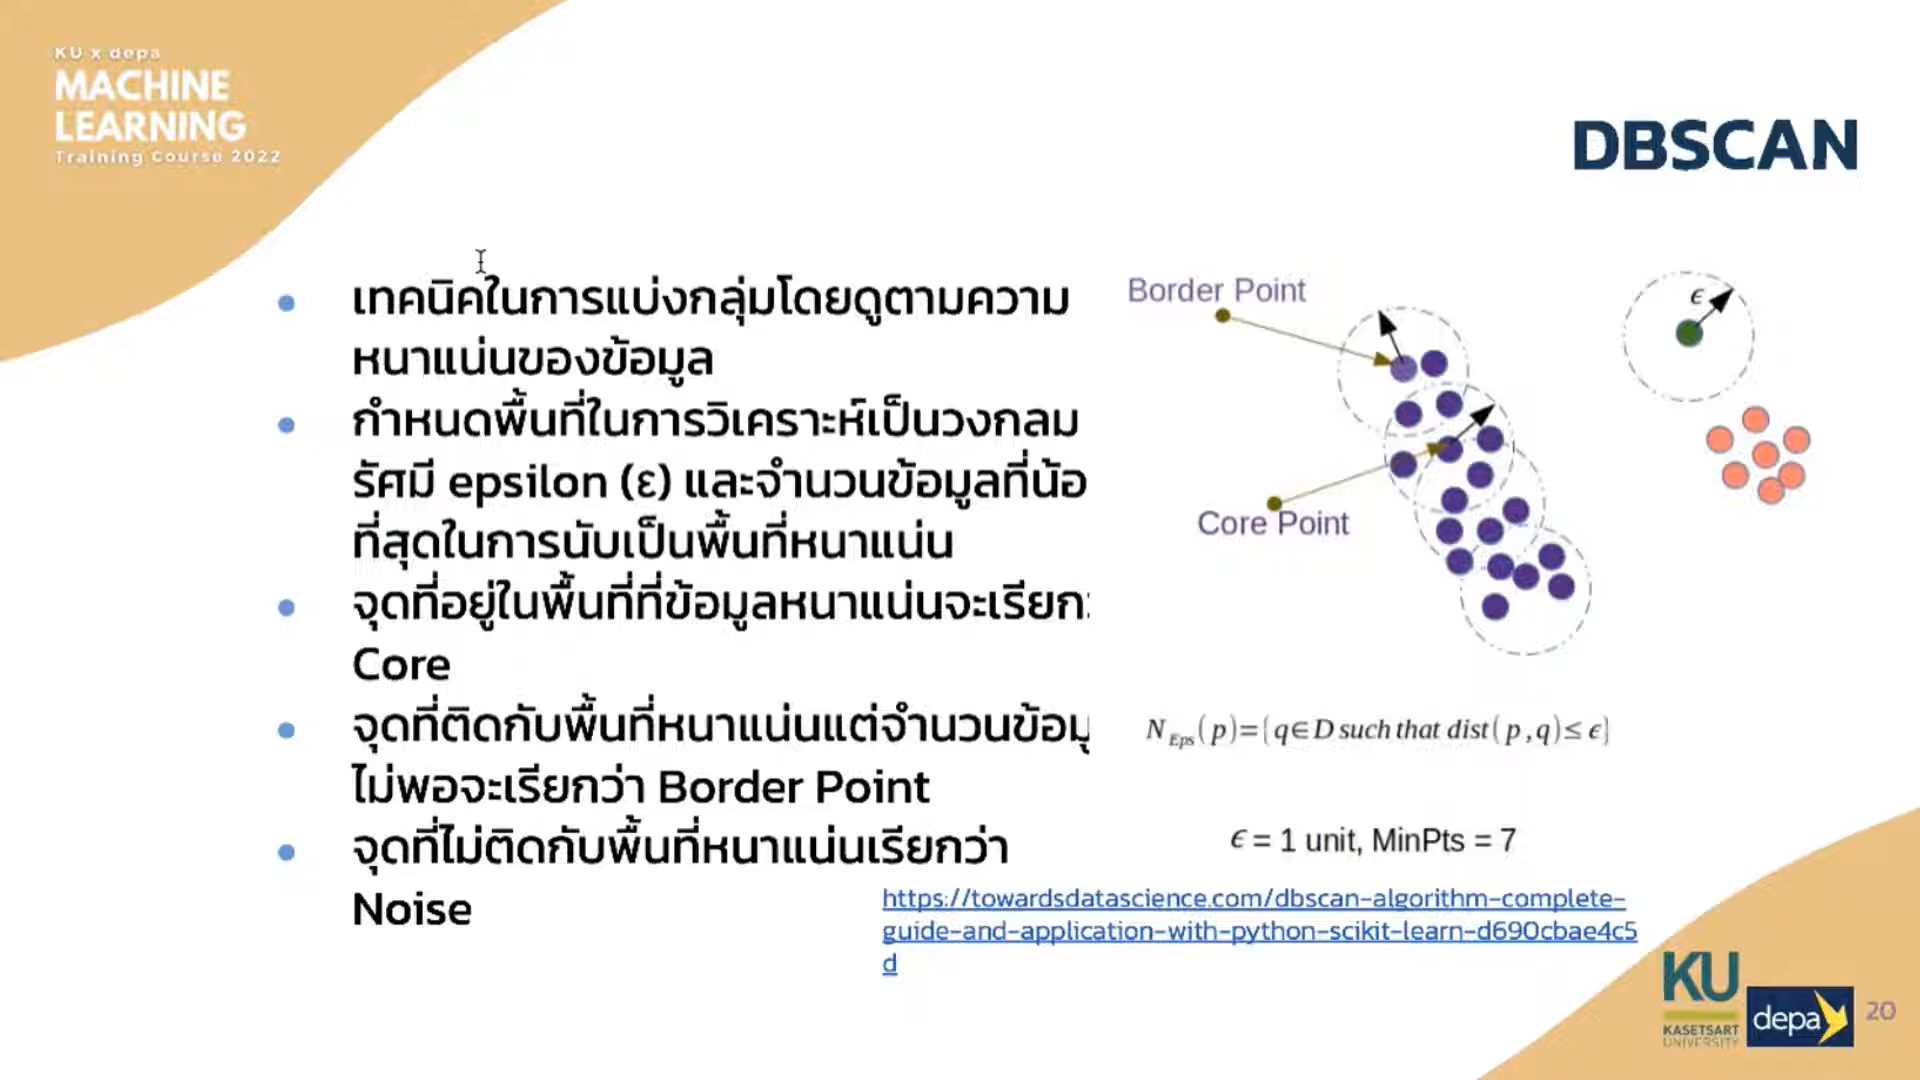 KU x depa
MACHINE
LEARNING
Training Course 2022
DBSCAN
เทคนิคในการแบ่งกลุ่มโดยดูตามความ
หนาแน่นของข้อมูล
กำหนดพื้นที่ในการวิเคราะห์เป็นวงกลม
รัศมี epsilon (ε) และจำนวนข้อมูลที่น้อ
ที่สุดในการนับเป็นพื้นที่หนาแน่น
จุดที่อยู่ในพื้นที่ที่ข้อมูลหนาแน่นจะเรียก
Core
จุดที่ติดกับพื้นที่หนาแน่นแต่จำนวนข้อมู
ไม่พอจะเรียกว่า Border Point
จุดที่ไม่ติดกับพื้นที่หนาแน่นเรียกว่า
Noise
Border Point
ϵ
Core Point
N Eps (p)={q∈D such that dist(p,q)≤ ϵ}
ϵ = 1 unit, MinPts = 7
https://towardsdatascience.com/dbscan-algorithm-complete-
guide-and-application-with-python-scikit-learn-d690cbae4c5
d
KU
KASETSART
UNIVERSITY
depa
20